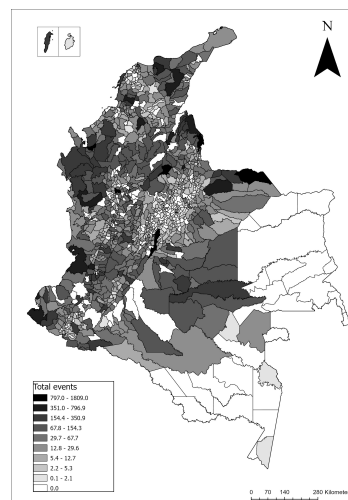 N
Total events
797.0 - 1809.0
351.0 - 796.9
154.4 - 350.9
67.8 - 154.3
29.7 - 67.7
12.8 - 29.6
5.4 - 12.7
2.2 - 5.3
0.1 - 2.1
0.0
0 70 140 280 Kilomete